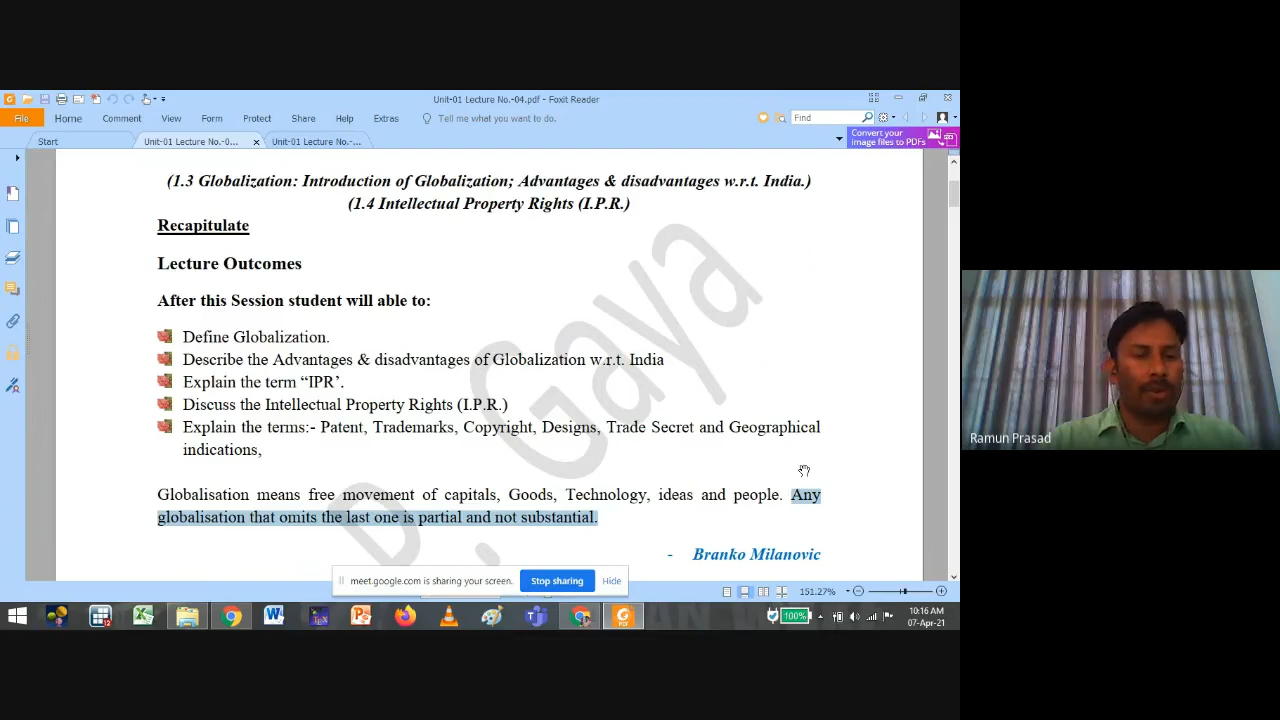 Unit-01 Lecture No.-04.pdf - Foxit Reader
File Home Comment View Form Protect Share Help Extras Tell me what you want to do. Find
Convert your image files to PDFs
Start Unit-01 Lecture No.-0... Unit-01 Lecture No.-...
(1.3 Globalization: Introduction of Globalization; Advantages & disadvantages w.r.t. India.)
(1.4 Intellectual Property Rights (I.P.R.)
Recapitulate
Lecture Outcomes
After this Session student will able to:
Define Globalization.
Describe the Advantages & disadvantages of Globalization w.r.t. India
Explain the term “IPR’.
Discuss the Intellectual Property Rights (I.P.R.)
Explain the terms:- Patent, Trademarks, Copyright, Designs, Trade Secret and Geographical
indications,
Globalisation means free movement of capitals, Goods, Technology, ideas and people. Any
globalisation that omits the last one is partial and not substantial.
- Branko Milanovic
Gaya
meet.google.com is sharing your screen. Stop sharing Hide
151.27%
100%
10:16 AM
07-Apr-21
Ramun Prasad